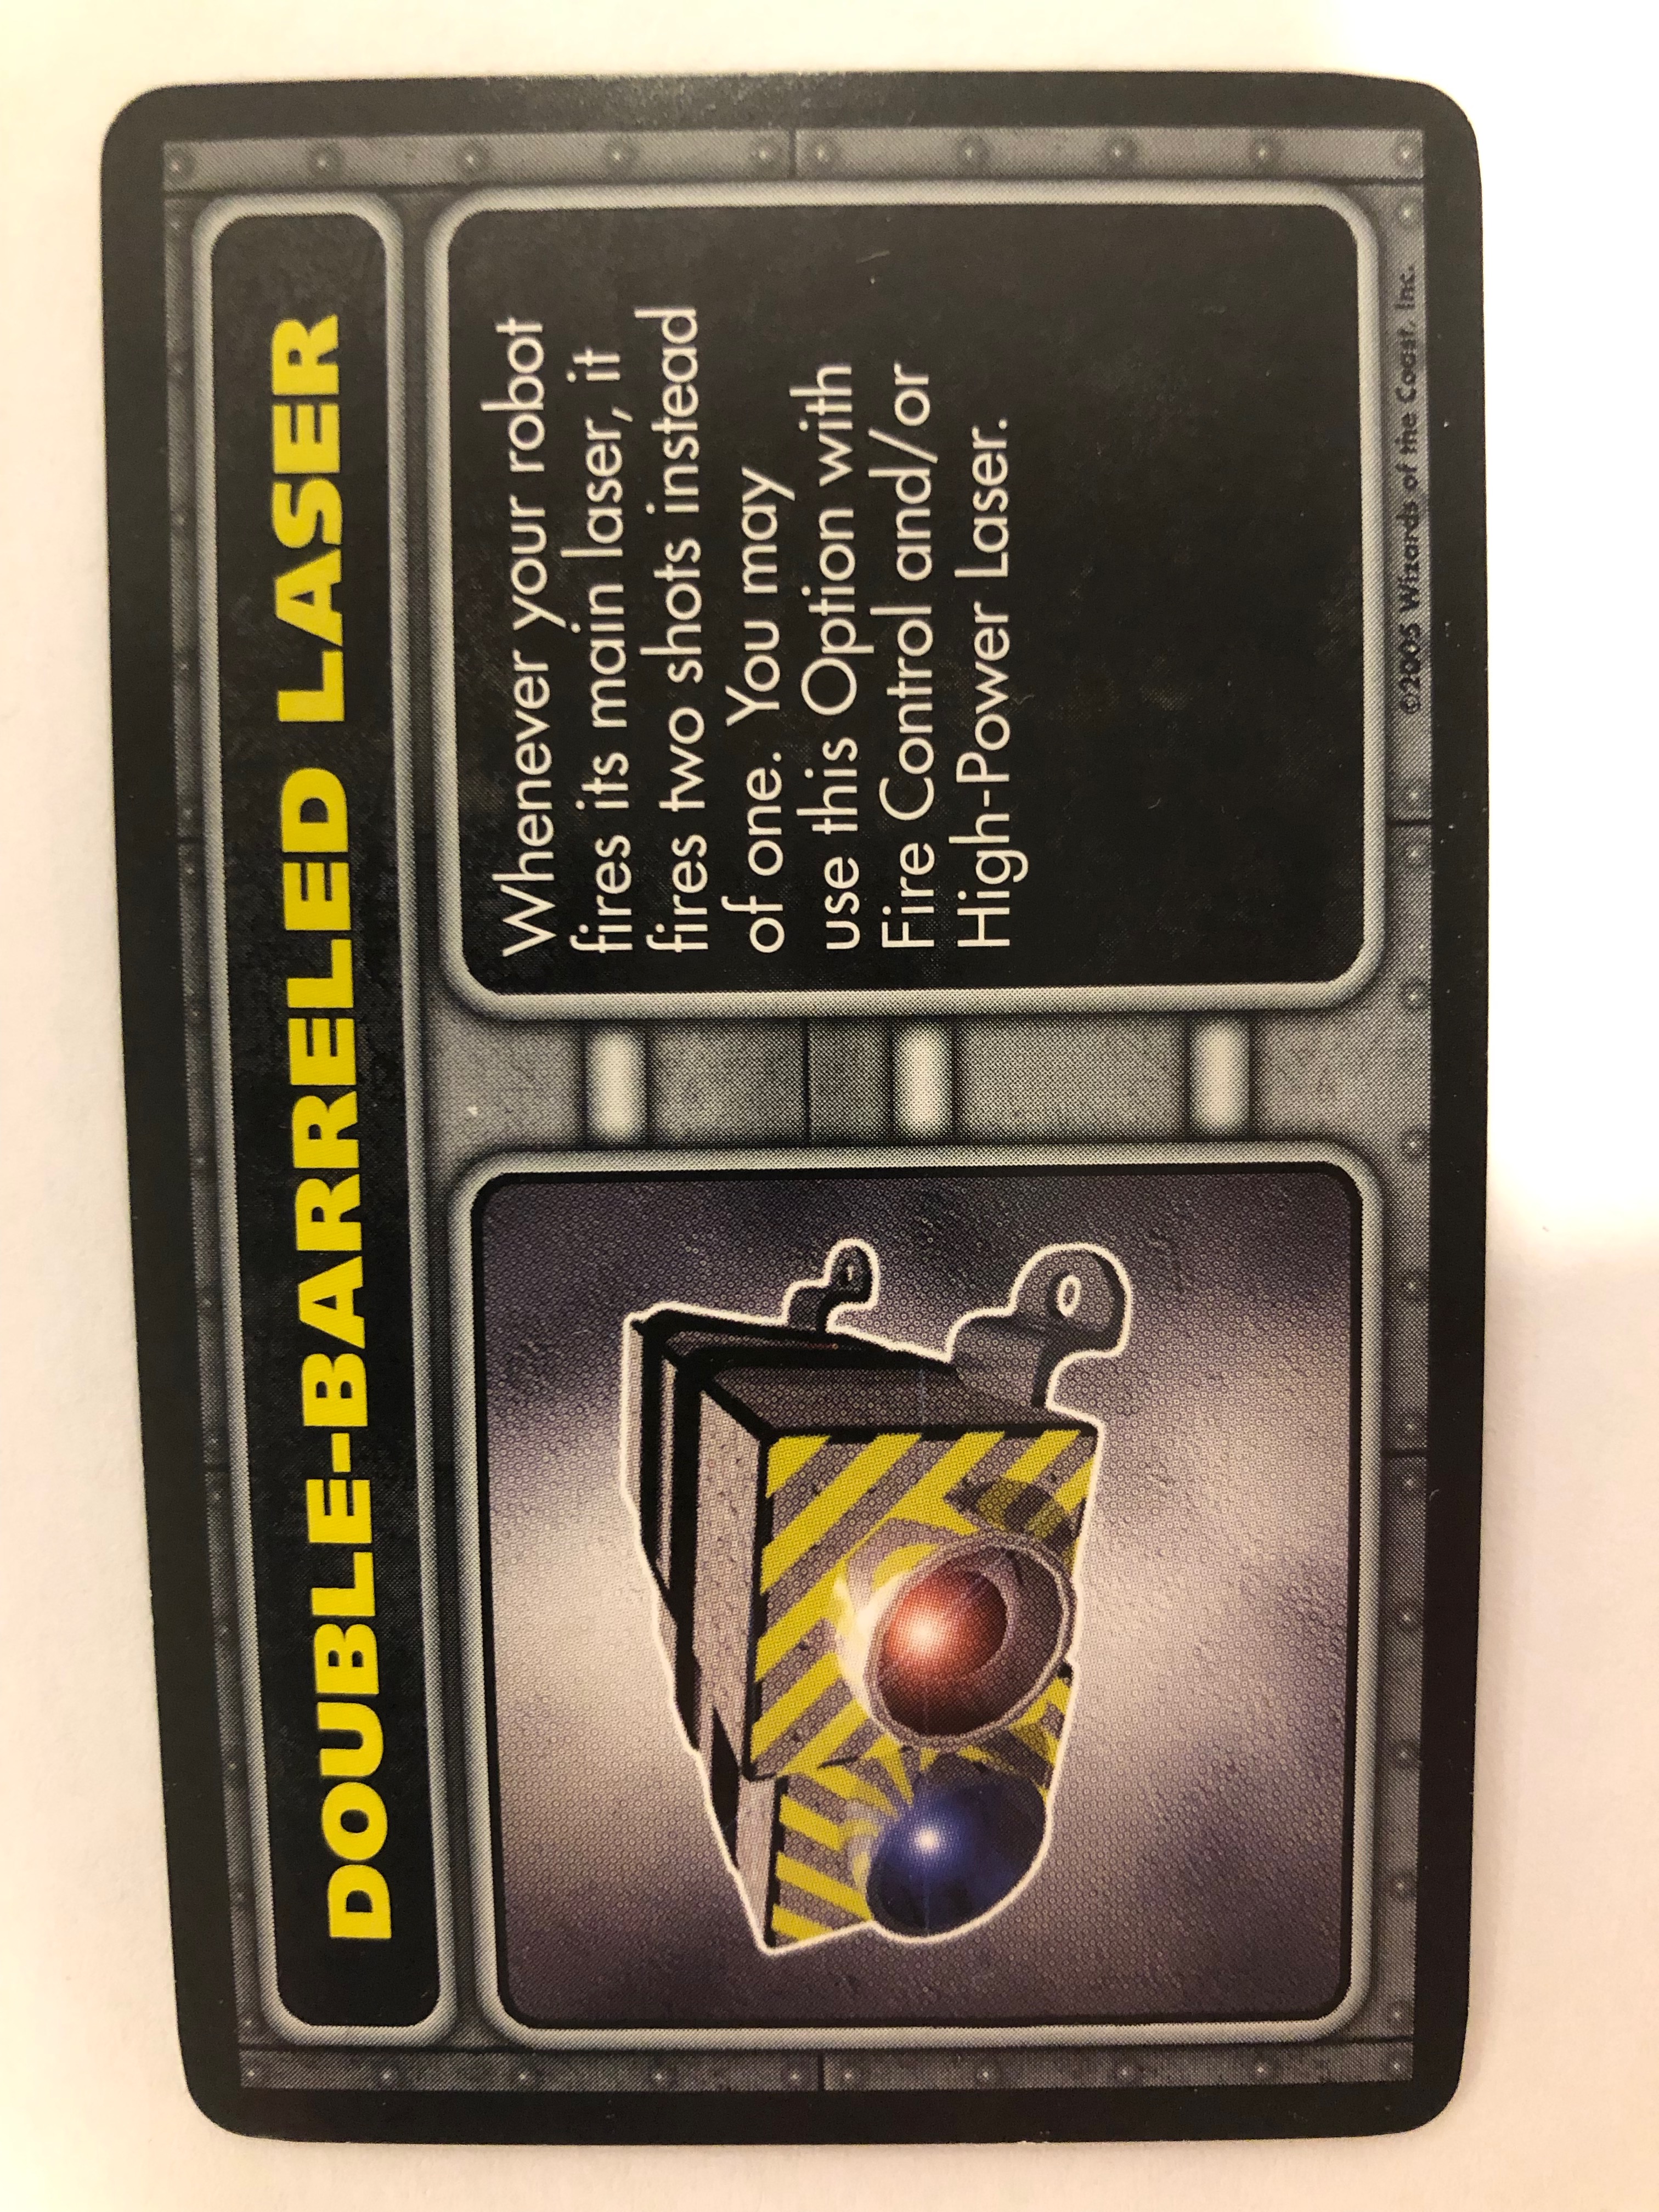 DOUBLE-BARRELED LASER
Whenever your robot
fires its main laser, it
fires two shots instead
of one. You may
use this Option with
Fire Control and/or
High-Power Laser.
©2005 Wizards of the Coast, Inc.